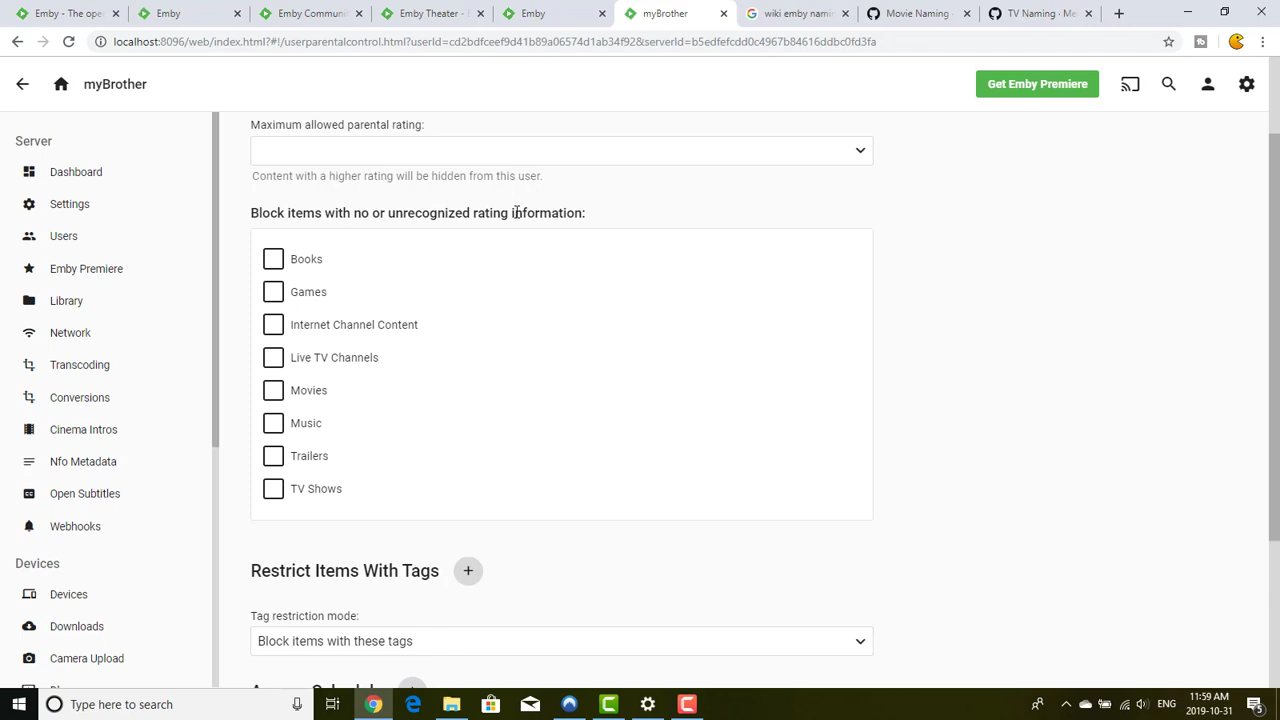 Emby - The ope
Emby
Emby Communi
Emby Theater - 
Emby
myBrother
wiki emby nami
Movie Naming -
TV Naming - Me
localhost:8096/web/index.html?#!/userparentalcontrol.html?userId=cd2bdfceef9d41b89a06574d1ab34f92&serverId=b5edfefcdd0c4967b84616ddbc0fd3fa
myBrother
Get Emby Premiere
Server
Dashboard
Settings
Users
Emby Premiere
Library
Network
Transcoding
Conversions
Cinema Intros
Nfo Metadata
Open Subtitles
Webhooks
Devices
Devices
Downloads
Camera Upload
Maximum allowed parental rating:
Content with a higher rating will be hidden from this user.
Block items with no or unrecognized rating information:
Books
Games
Internet Channel Content
Live TV Channels
Movies
Music
Trailers
TV Shows
Restrict Items With Tags
Tag restriction mode:
Block items with these tags
Type here to search
ENG
11:59 AM
2019-10-31
5